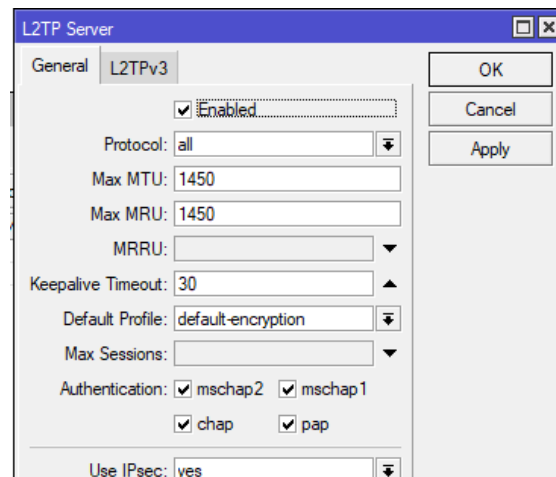 L2TP Server
General L2TPv3
OK
Enabled
Cancel
Protocol: all
Apply
Max MTU: 1450
Max MRU: 1450
MRRU:
Keepalive Timeout: 30
Default Profile: default-encryption
Max Sessions:
Authentication: mschap2 mschap1
chap pap
Use IPsec: yes